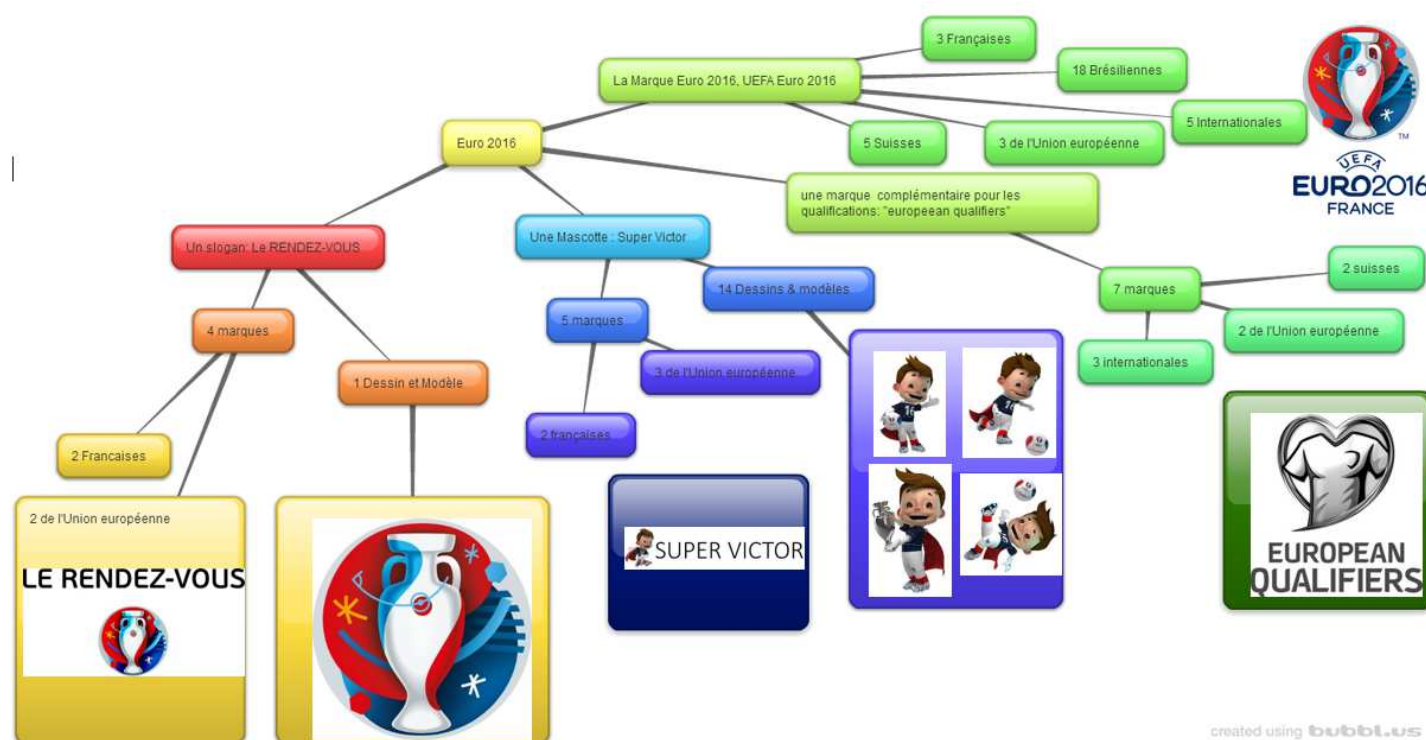 3 Françaises
La Marque Euro 2016, UEFA Euro 2016
18 Brésiliennes
5 Internationales
Euro 2016
5 Suisses
3 de l'Union européenne
TM
UEFA
EURO2016
FRANCE
une marque complémentaire pour les
qualifications: "europeean qualifiers"
Un slogan: Le RENDEZ-VOUS
Une Mascotte : Super Victor
14 Dessins & modèles
7 marques
2 suisses
4 marques
5 marques
2 de l'Union européenne
3 internationales
1 Dessin et Modèle
3 de l'Union européenne
2 Francaises
2 françaises
2 de l'Union européenne
LE RENDEZ-VOUS
SUPER VICTOR
EUROPEAN
QUALIFIERS
created using bubbl.us